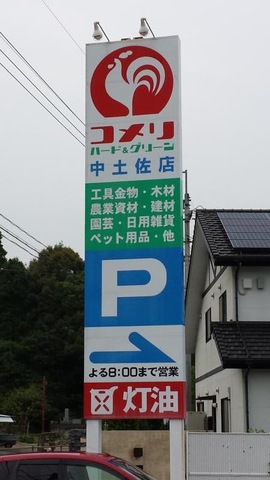 コメリ
ハード&グリーン
中土佐店
工具金物・木材
農業資材・建材
園芸・日用雑貨
ペット用品・他
P
よる8:00まで営業
灯油